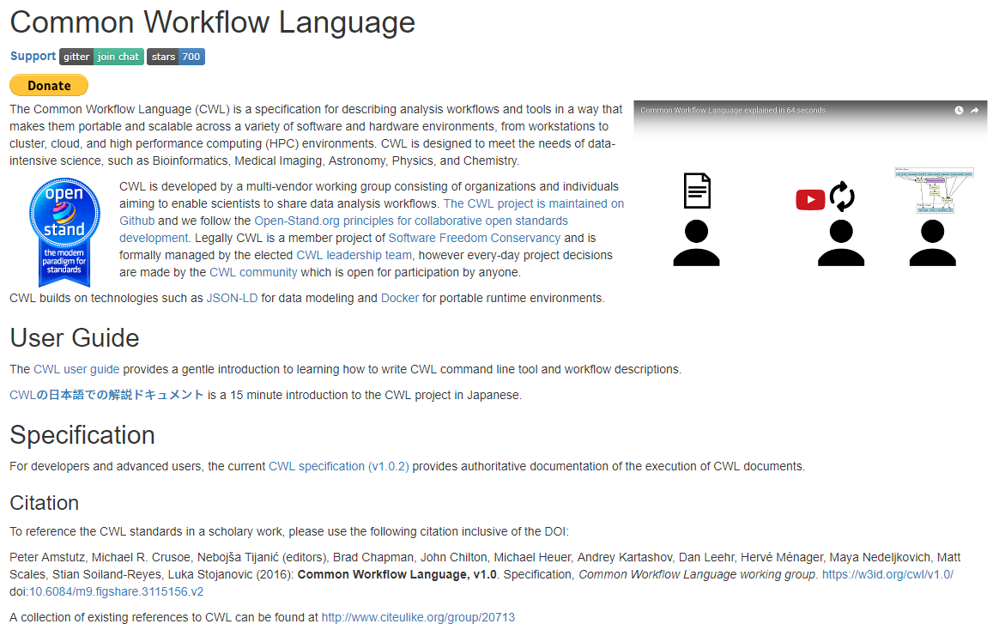 Common Workflow Language
Support gitter join chat stars 700
Donate
The Common Workflow Language (CWL) is a specification for describing analysis workflows and tools in a way that
makes them portable and scalable across a variety of software and hardware environments, from workstations to
cluster, cloud, and high performance computing (HPC) environments. CWL is designed to meet the needs of data-
intensive science, such as Bioinformatics, Medical Imaging, Astronomy, Physics, and Chemistry.
Common Workflow Language explained in 64 seconds
open
stand
the modern
paradigm for
standards
CWL is developed by a multi-vendor working group consisting of organizations and individuals
aiming to enable scientists to share data analysis workflows. The CWL project is maintained on
Github and we follow the Open-Stand.org principles for collaborative open standards
development. Legally CWL is a member project of Software Freedom Conservancy and is
formally managed by the elected CWL leadership team, however every-day project decisions
are made by the CWL community which is open for participation by anyone.
CWL builds on technologies such as JSON-LD for data modeling and Docker for portable runtime environments.
User Guide
The CWL user guide provides a gentle introduction to learning how to write CWL command line tool and workflow descriptions.
CWLの日本語での解説ドキュメント is a 15 minute introduction to the CWL project in Japanese.
Specification
For developers and advanced users, the current CWL specification (v1.0.2) provides authoritative documentation of the execution of CWL documents.
Citation
To reference the CWL standards in a scholary work, please use the following citation inclusive of the DOI:
Peter Amstutz, Michael R. Crusoe, Nebojša Tijanić (editors), Brad Chapman, John Chilton, Michael Heuer, Andrey Kartashov, Dan Leehr, Hervé Ménager, Maya Nedeljkovich, Matt
Scales, Stian Soiland-Reyes, Luka Stojanovic (2016): Common Workflow Language, v1.0. Specification, Common Workflow Language working group. https://w3id.org/cwl/v1.0/
doi:10.6084/m9.figshare.3115156.v2
A collection of existing references to CWL can be found at http://www.citeulike.org/group/20713